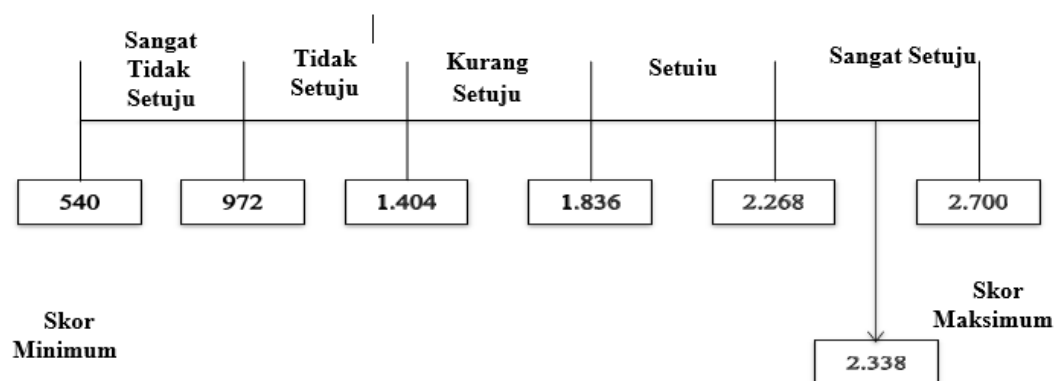 Sangat
Tidak
Setuju
Tidak
Setuju
Kurang
Setuju
Setuiu
Sangat Setuju
540
972
1.404
1.836
2.268
2.700
Skor
Minimum
Skor
Maksimum
2.338